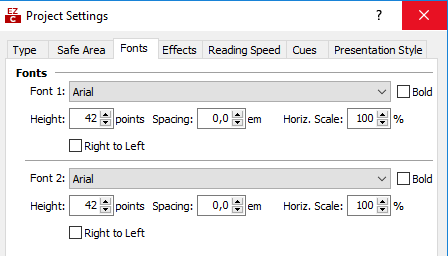 EZ C Project Settings ?
Type Safe Area Fonts Effects Reading Speed Cues Presentation Style
Fonts
Font 1: Arial Bold
Height: 42 points Spacing: 0,0 em Horiz. Scale: 100 %
Right to Left
Font 2: Arial Bold
Height: 42 points Spacing: 0,0 em Horiz. Scale: 100 %
Right to Left